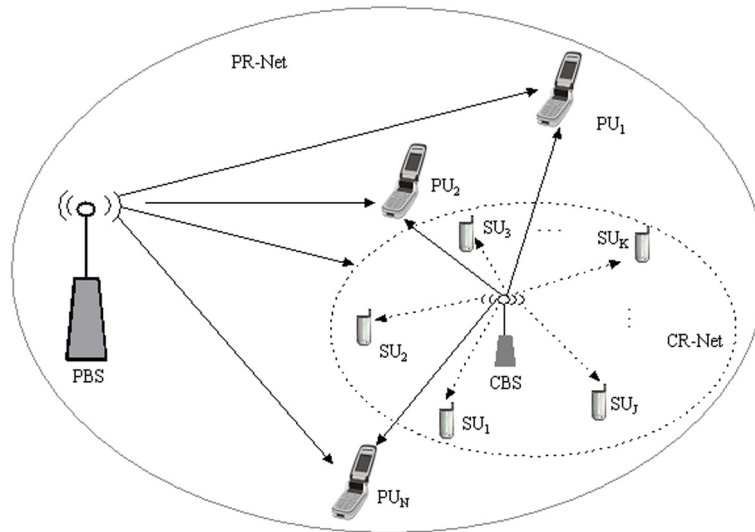 PR-Net
PU1
PU2
SU3
SUK
SU2
CR-Net
PBS
CBS
SU1
SUJ
PUN